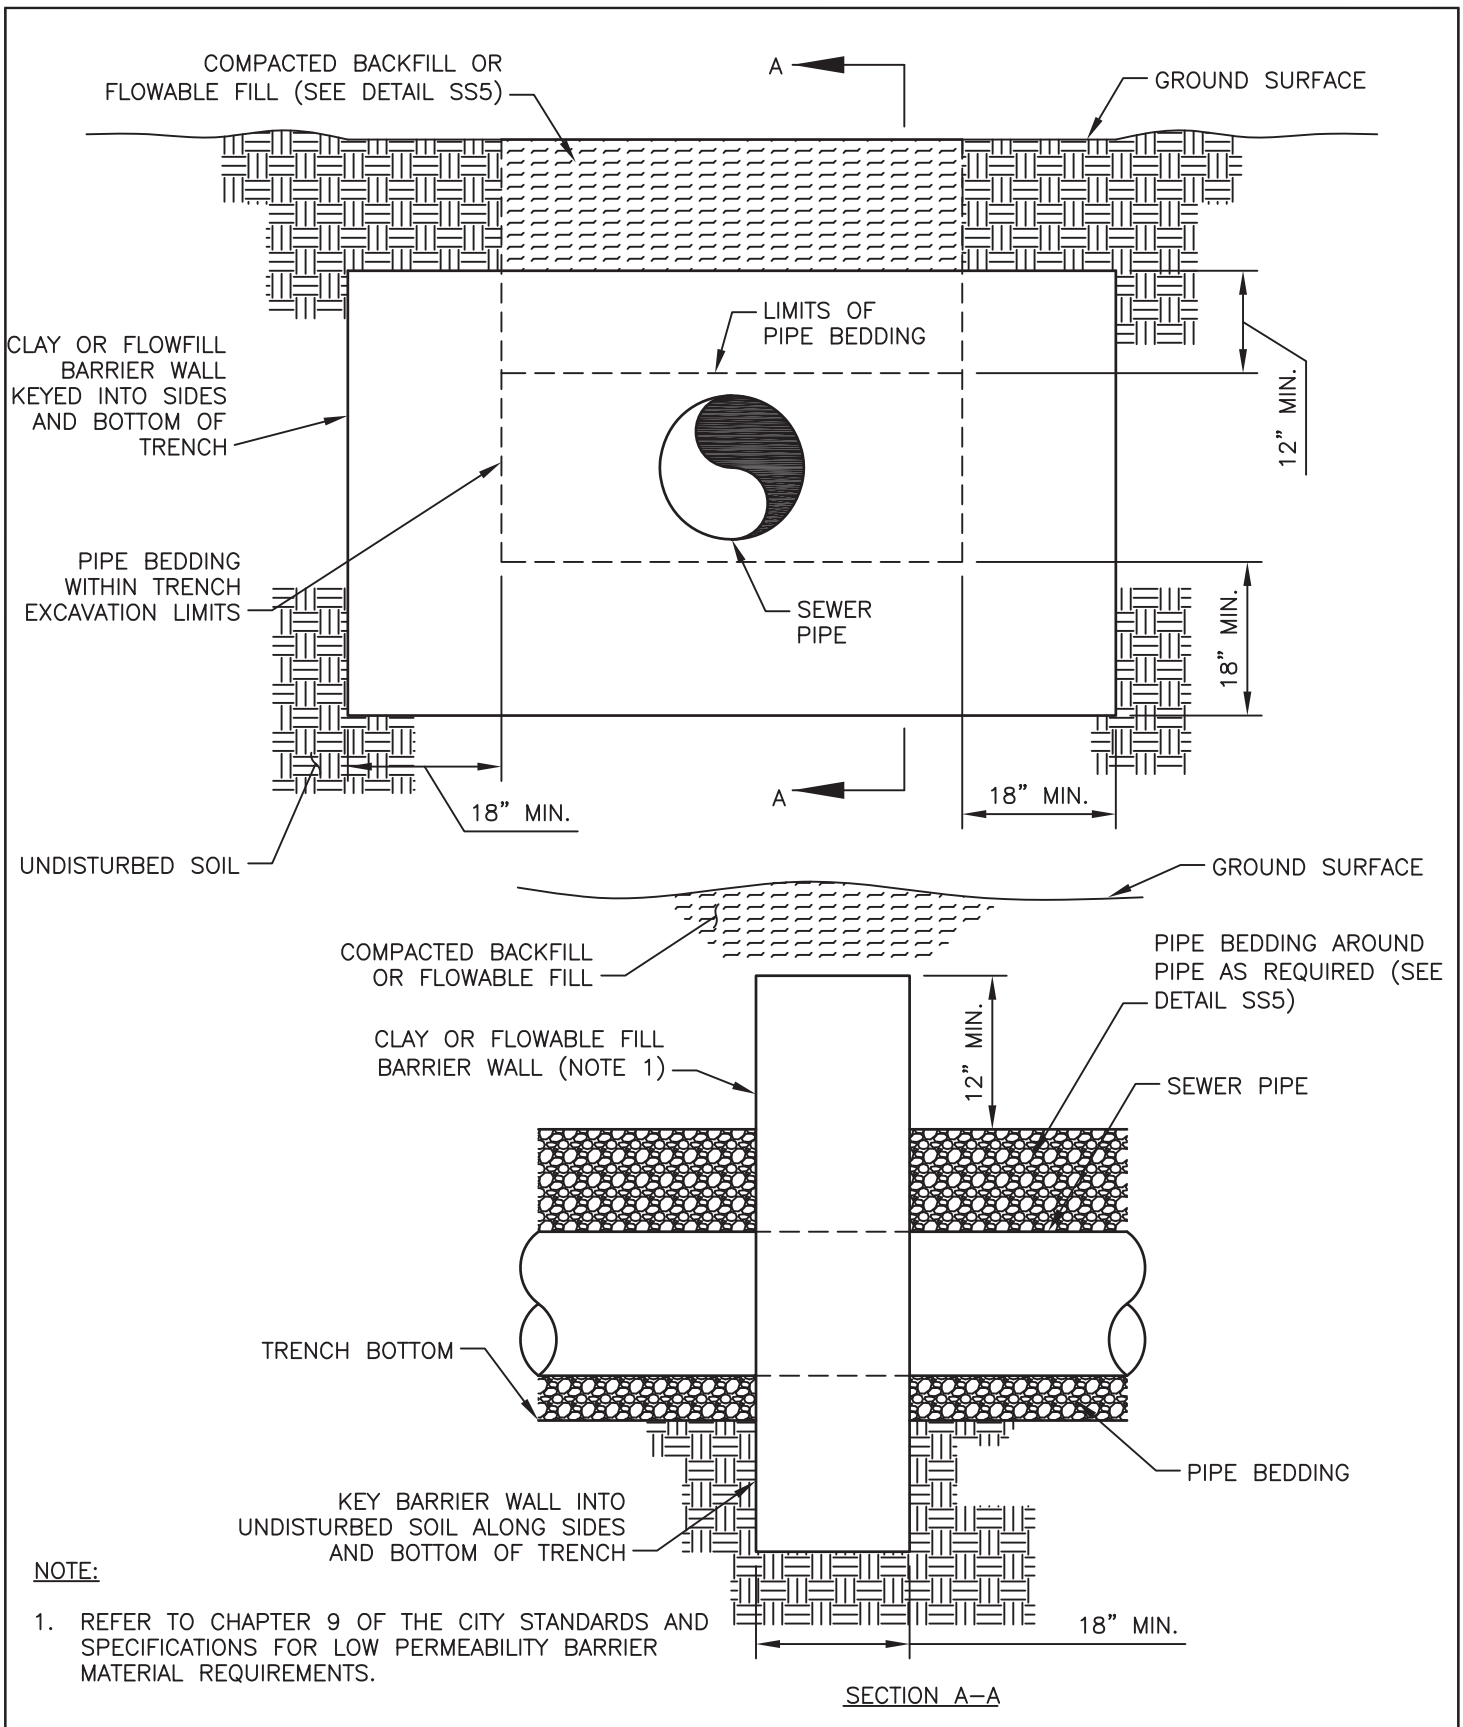 COMPACTED BACKFILL OR
FLOWABLE FILL (SEE DETAIL SS5)
A
GROUND SURFACE
LIMITS OF
PIPE BEDDING
CLAY OR FLOWFILL
BARRIER WALL
KEYED INTO SIDES
AND BOTTOM OF
TRENCH
12” MIN.
PIPE BEDDING
WITHIN TRENCH
EXCAVATION LIMITS
SEWER
PIPE
18” MIN.
A
18” MIN.
18” MIN.
UNDISTURBED SOIL
GROUND SURFACE
COMPACTED BACKFILL
OR FLOWABLE FILL
PIPE BEDDING AROUND
PIPE AS REQUIRED (SEE
DETAIL SS5)
CLAY OR FLOWABLE FILL
BARRIER WALL (NOTE 1)
12” MIN.
SEWER PIPE
TRENCH BOTTOM
PIPE BEDDING
KEY BARRIER WALL INTO
UNDISTURBED SOIL ALONG SIDES
AND BOTTOM OF TRENCH
NOTE:
1. REFER TO CHAPTER 9 OF THE CITY STANDARDS AND
SPECIFICATIONS FOR LOW PERMEABILITY BARRIER
MATERIAL REQUIREMENTS.
18” MIN.
SECTION A–A